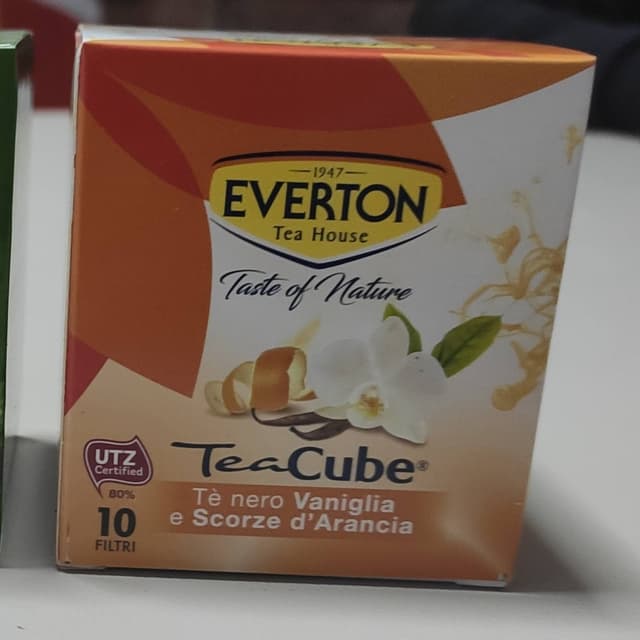 1947
EVERTON
Tea House
Taste of Nature
UTZ
Certified
80%
TeaCube®
Tè nero Vaniglia
e Scorze d'Arancia
10
FILTRI